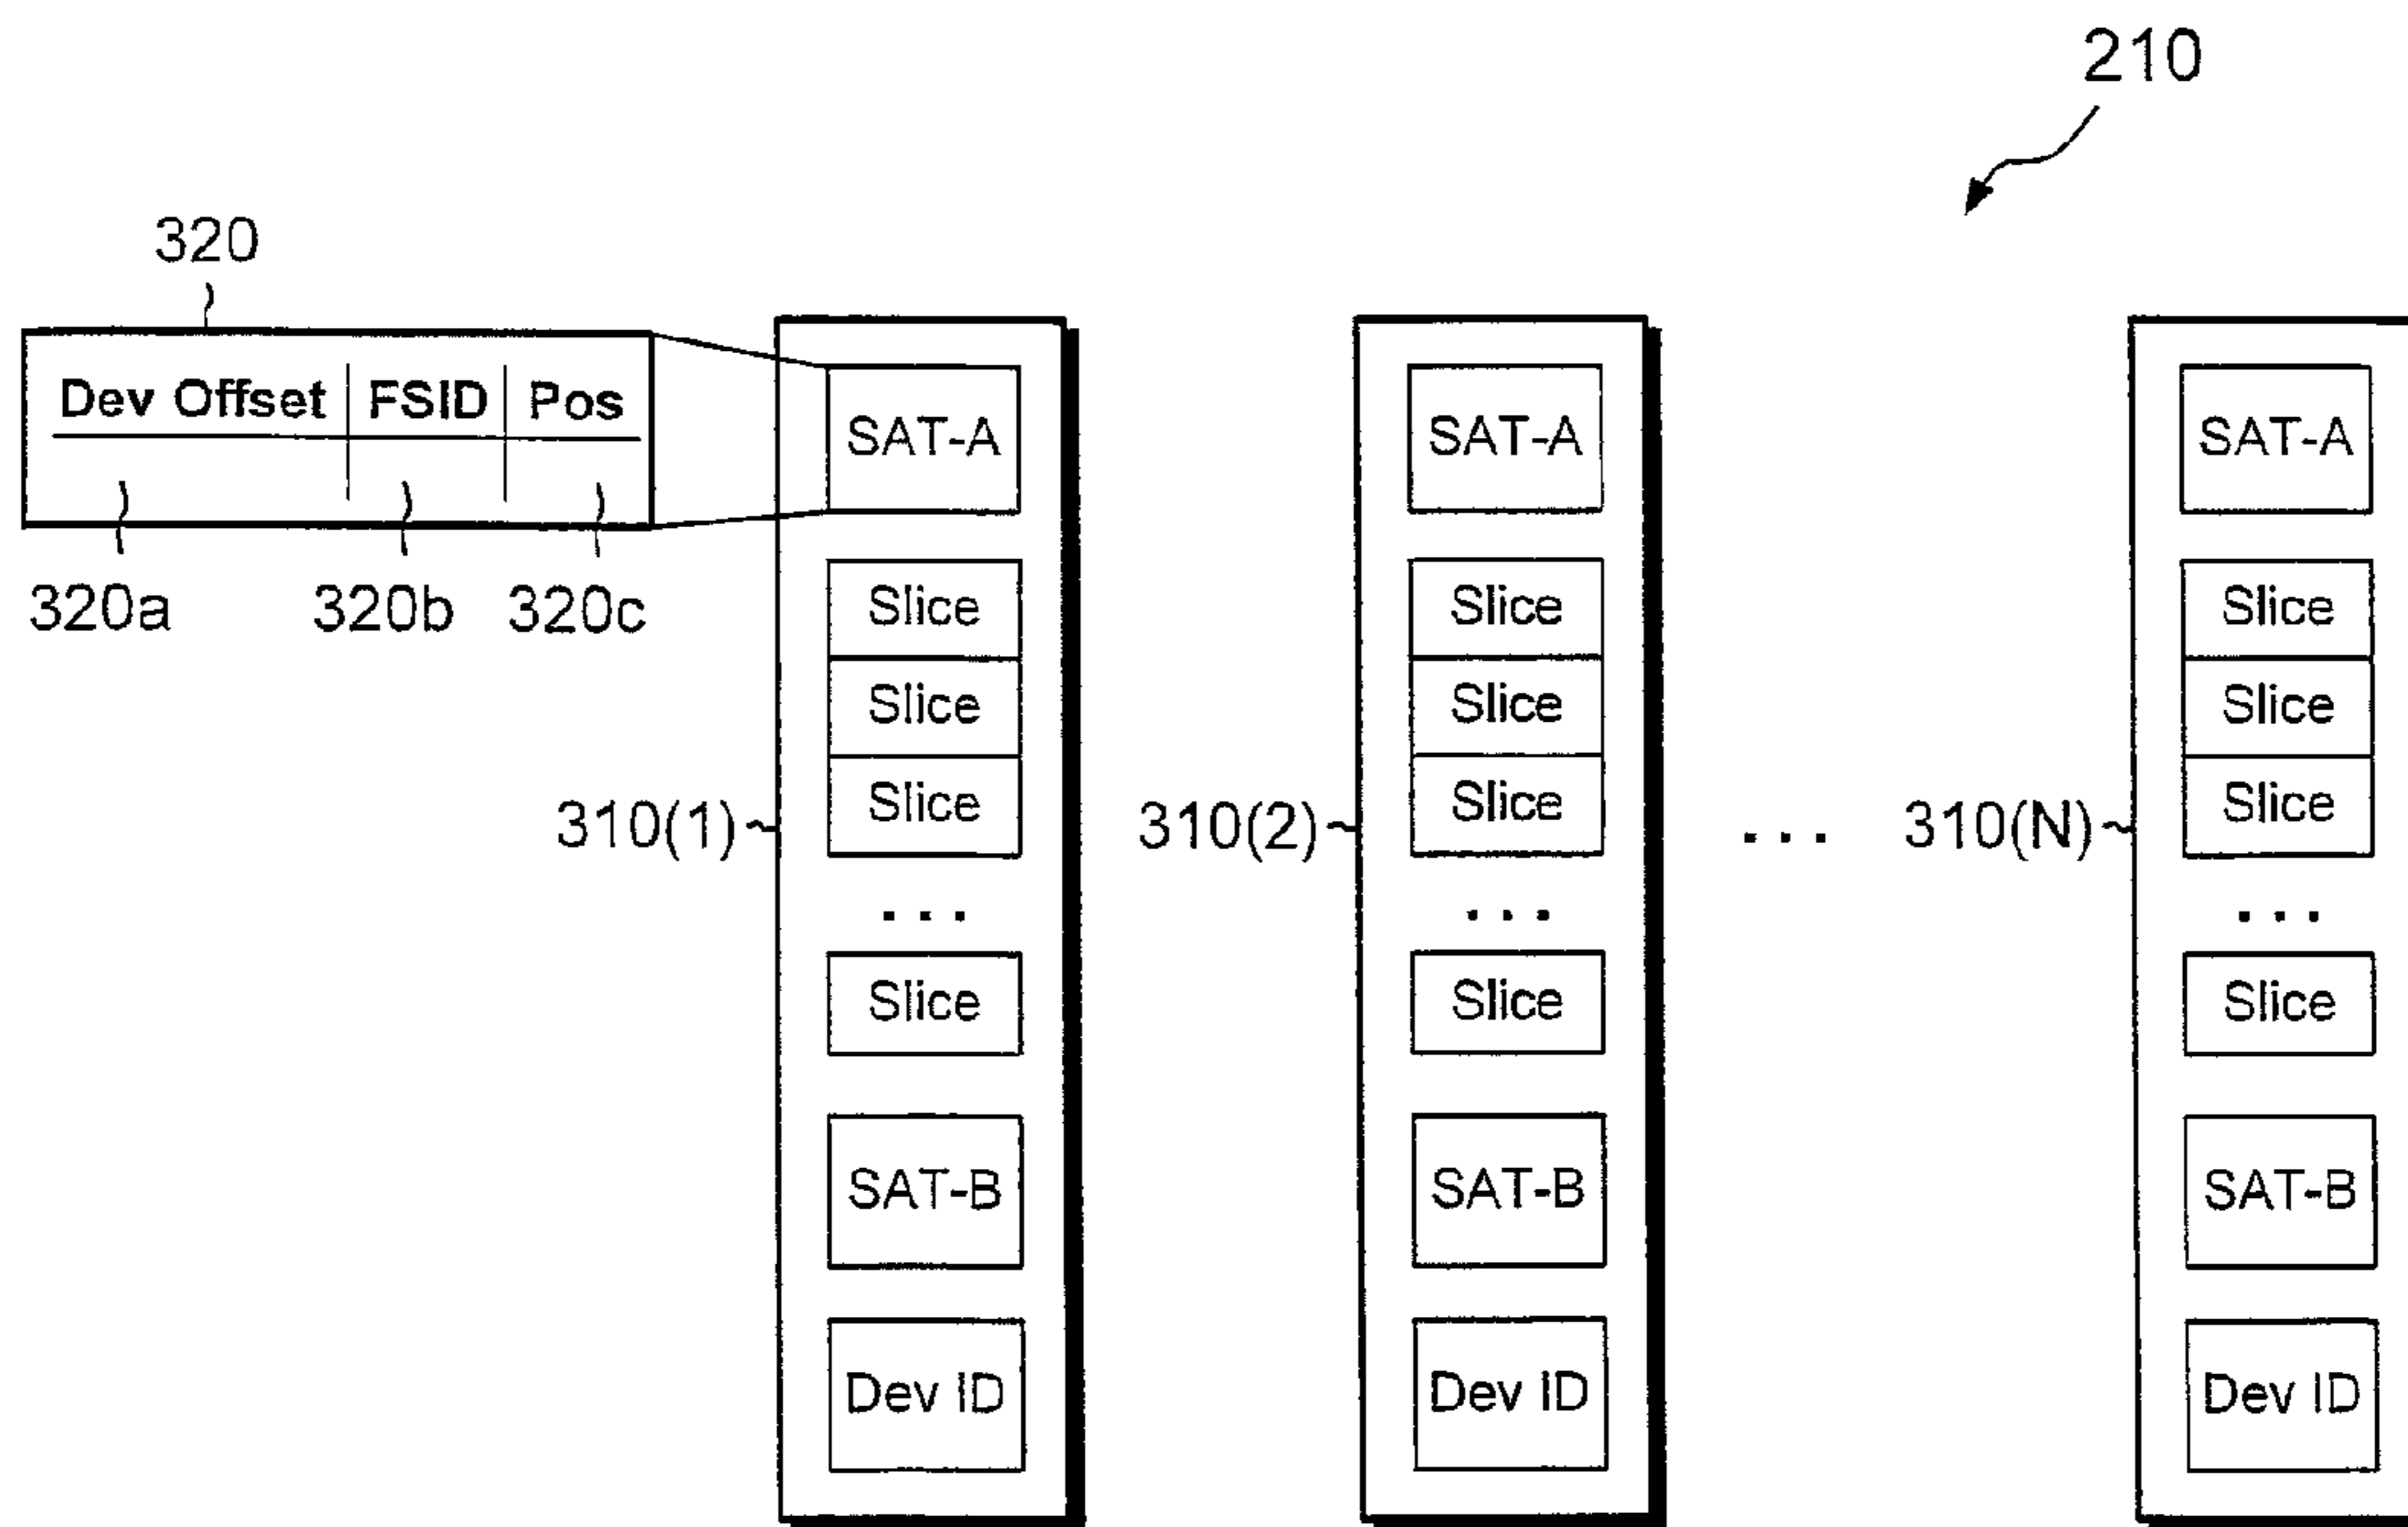 210
320
Dev Offset FSID Pos
320a 320b 320c
SAT-A SAT-A SAT-A
Slice Slice Slice
Slice Slice Slice
Slice Slice Slice
310(1) 310(2) ... 310(N)
... ... ...
Slice Slice Slice
SAT-B SAT-B SAT-B
Dev ID Dev ID Dev ID